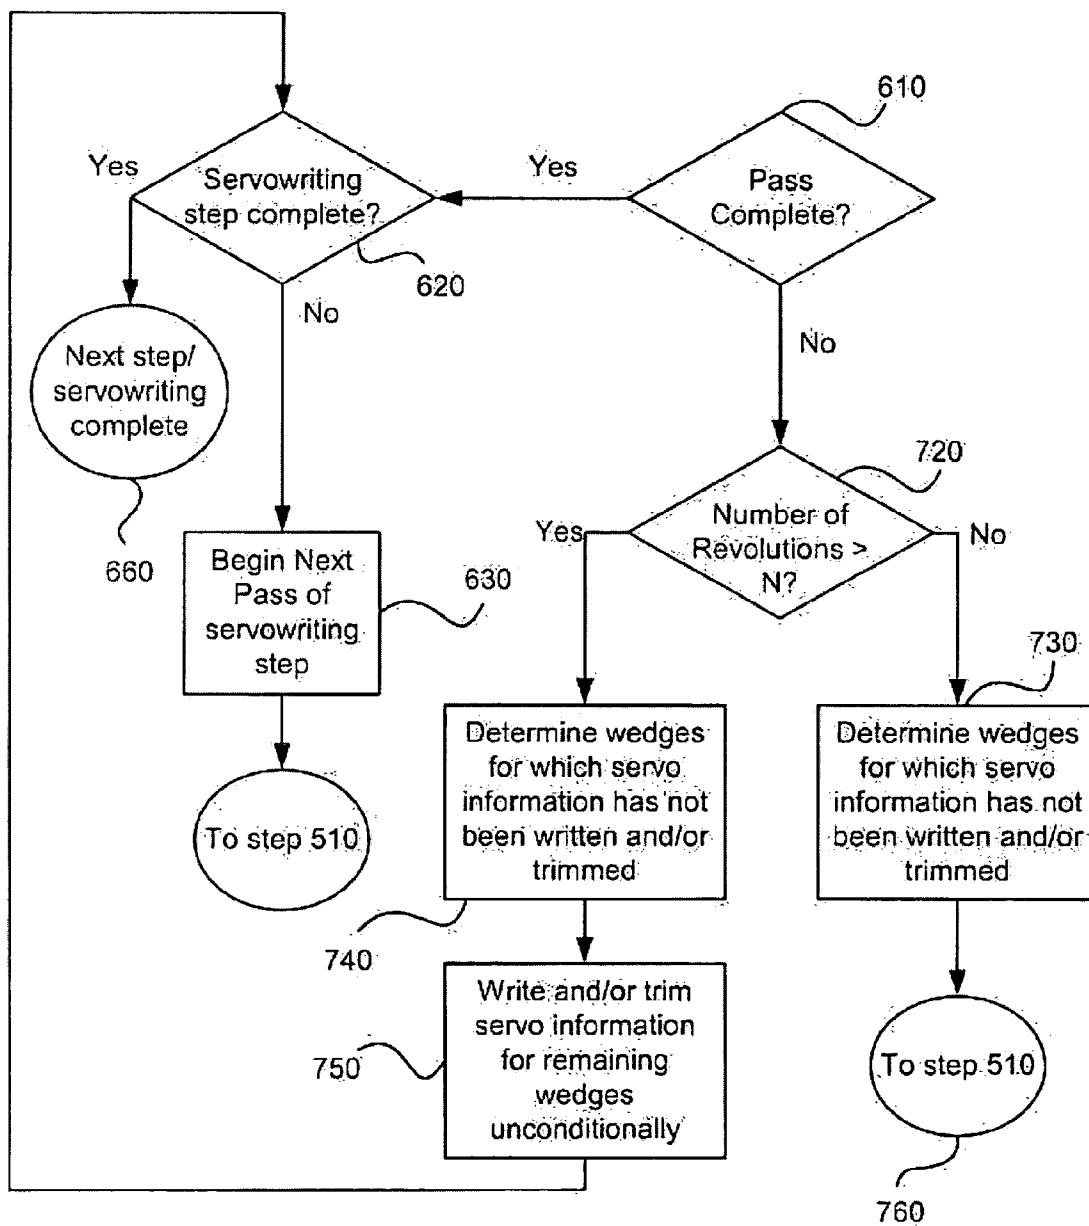 610
Yes
Servowriting
step complete?
Yes
Pass
Complete?
620
No
No
Next step/
servowriting
complete
660
720
Yes
Number of
Revolutions >
N?
No
Begin Next
Pass of
servowriting
step
630
730
Determine wedges
for which servo
information has not
been written and/or
trimmed
Determine wedges
for which servo
information has not
been written and/or
trimmed
To step 510
740
Write and/or trim
servo information
for remaining
wedges
unconditionally
750
To step 510
760